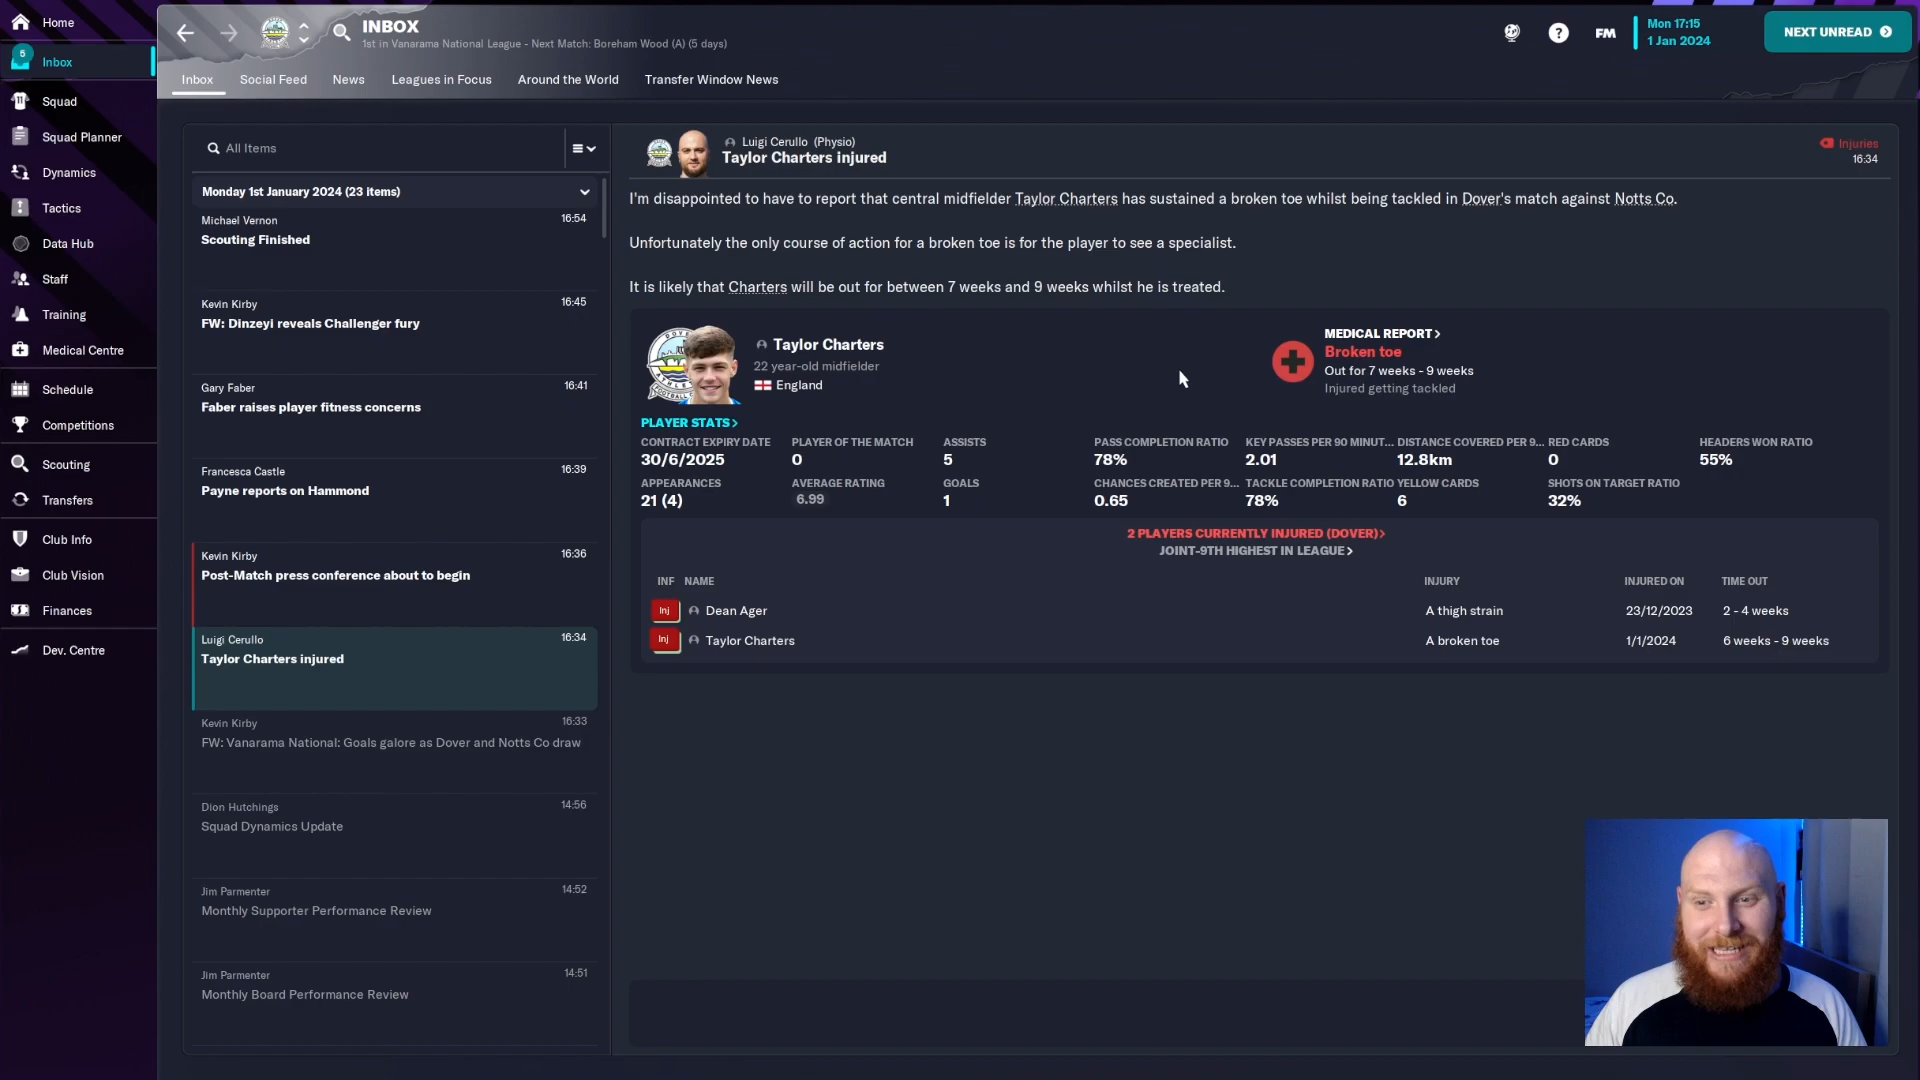 Home
5
Inbox
Squad
Squad Planner
Dynamics
Tactics
Data Hub
Staff
Training
Medical Centre
Schedule
Competitions
Scouting
Transfers
Club Info
Club Vision
Finances
Dev. Centre
INBOX
1st in Vanarama National League - Next Match: Boreham Wood (A) (5 days)
FM
Mon 17:15
1 Jan 2024
NEXT UNREAD
Inbox
Social Feed
News
Leagues in Focus
Around the World
Transfer Window News
All Items
Monday 1st January 2024 (23 items)
Michael Vernon 16:54
Scouting Finished
Kevin Kirby 16:45
FW: Dinzeyi reveals Challenger fury
Gary Faber 16:41
Faber raises player fitness concerns
Francesca Castle 16:39
Payne reports on Hammond
Kevin Kirby 16:36
Post-Match press conference about to begin
Luigi Cerullo 16:34
Taylor Charters injured
Kevin Kirby 16:33
FW: Vanarama National: Goals galore as Dover and Notts Co draw
Dion Hutchings 14:56
Squad Dynamics Update
Jim Parmenter 14:52
Monthly Supporter Performance Review
Jim Parmenter 14:51
Monthly Board Performance Review
Luigi Cerullo (Physio)
Taylor Charters injured
Injuries
16:34
I'm disappointed to have to report that central midfielder Taylor Charters has sustained a broken toe whilst being tackled in Dover's match against Notts Co.
Unfortunately the only course of action for a broken toe is for the player to see a specialist.
It is likely that Charters will be out for between 7 weeks and 9 weeks whilst he is treated.
Taylor Charters
22 year-old midfielder
England
MEDICAL REPORT
Broken toe
Out for 7 weeks - 9 weeks
Injured getting tackled
PLAYER STATS
CONTRACT EXPIRY DATE PLAYER OF THE MATCH ASSISTS PASS COMPLETION RATIO KEY PASSES PER 90 MINUT... DISTANCE COVERED PER 9... RED CARDS HEADERS WON RATIO
30/6/2025 0 5 78% 2.01 12.8km 0 55%
APPEARANCES AVERAGE RATING GOALS CHANCES CREATED PER 9... TACKLE COMPLETION RATIO YELLOW CARDS SHOTS ON TARGET RATIO
21 (4) 6.99 1 0.65 78% 6 32%
2 PLAYERS CURRENTLY INJURED (DOVER)
JOINT-9TH HIGHEST IN LEAGUE
INF NAME INJURY INJURED ON TIME OUT
Inj Dean Ager A thigh strain 23/12/2023 2 - 4 weeks
Inj Taylor Charters A broken toe 1/1/2024 6 weeks - 9 weeks